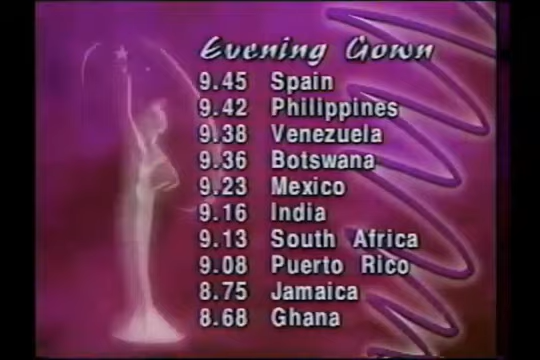 Evening Gown
9.45 Spain
9.42 Philippines
9.38 Venezuela
9.36 Botswana
9.23 Mexico
9.16 India
9.13 South Africa
9.08 Puerto Rico
8.75 Jamaica
8.68 Ghana